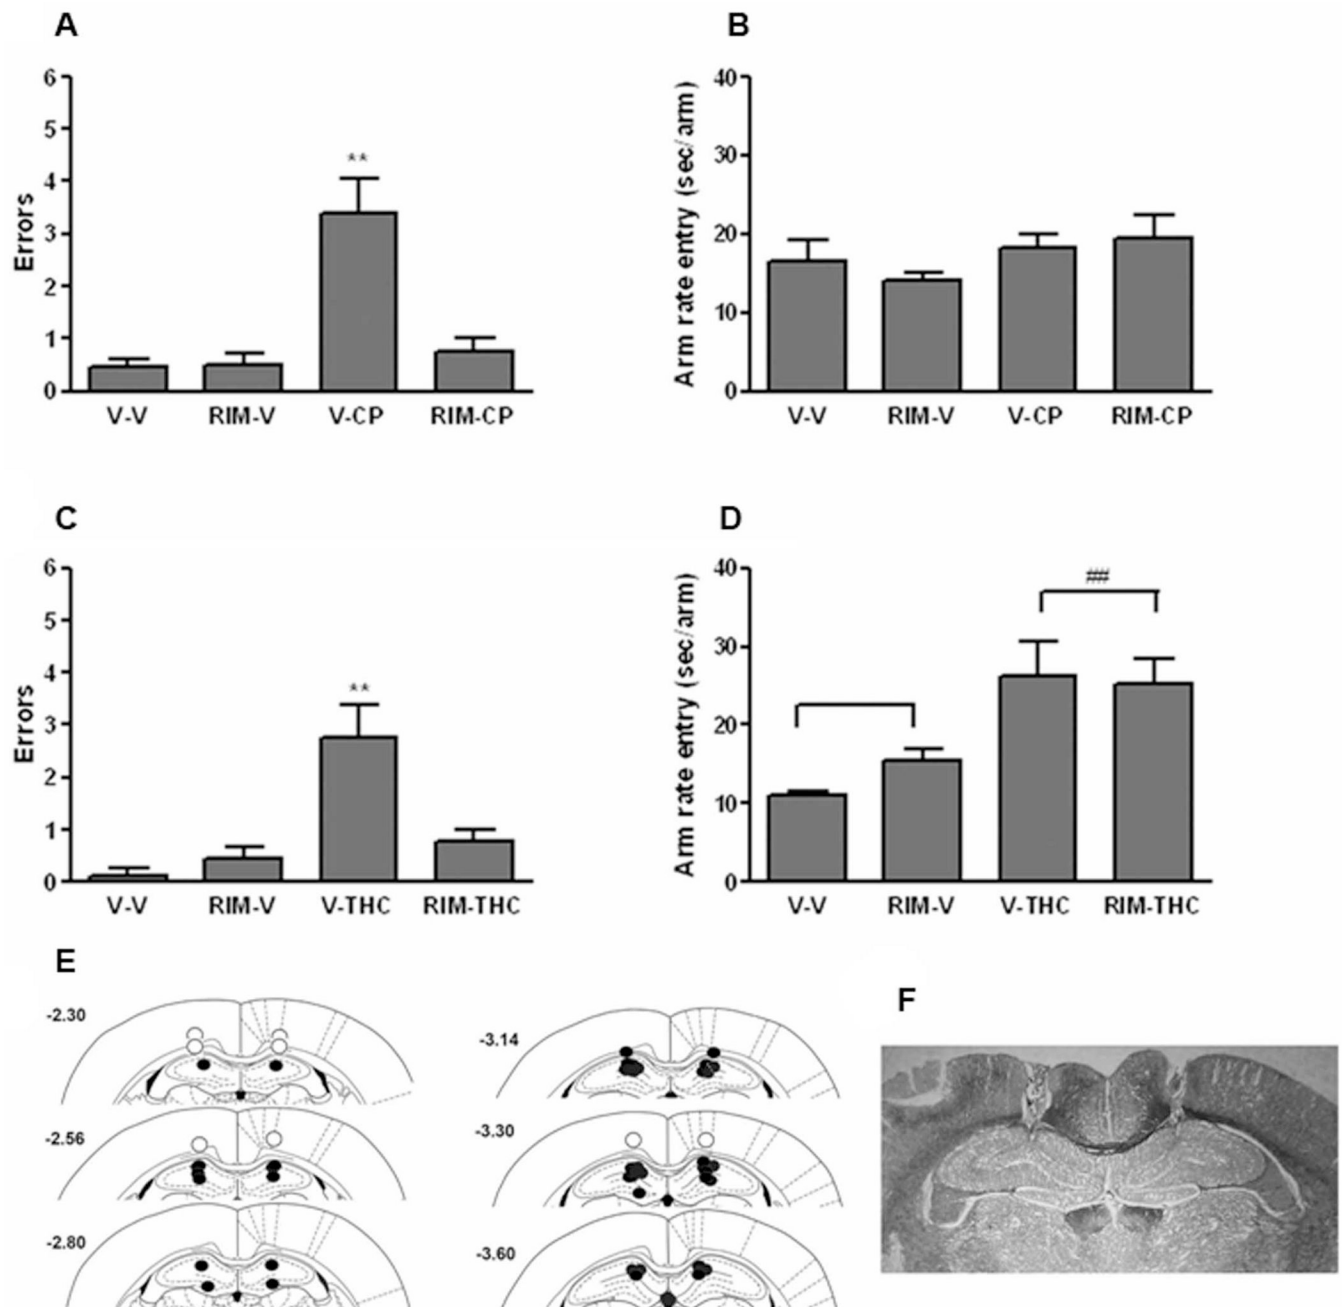 A
6
5
4
3
2
1
0
Errors
**
V-V RIM-V V-CP RIM-CP
B
40
30
20
10
0
Arm rate entry (sec/arm)
V-V RIM-V V-CP RIM-CP
C
6
5
4
3
2
1
0
Errors
**
V-V RIM-V V-THC RIM-THC
D
40
30
20
10
0
Arm rate entry (sec/arm)
##
V-V RIM-V V-THC RIM-THC
E
-2.30
-2.56
-2.80
-3.14
-3.30
-3.60
F